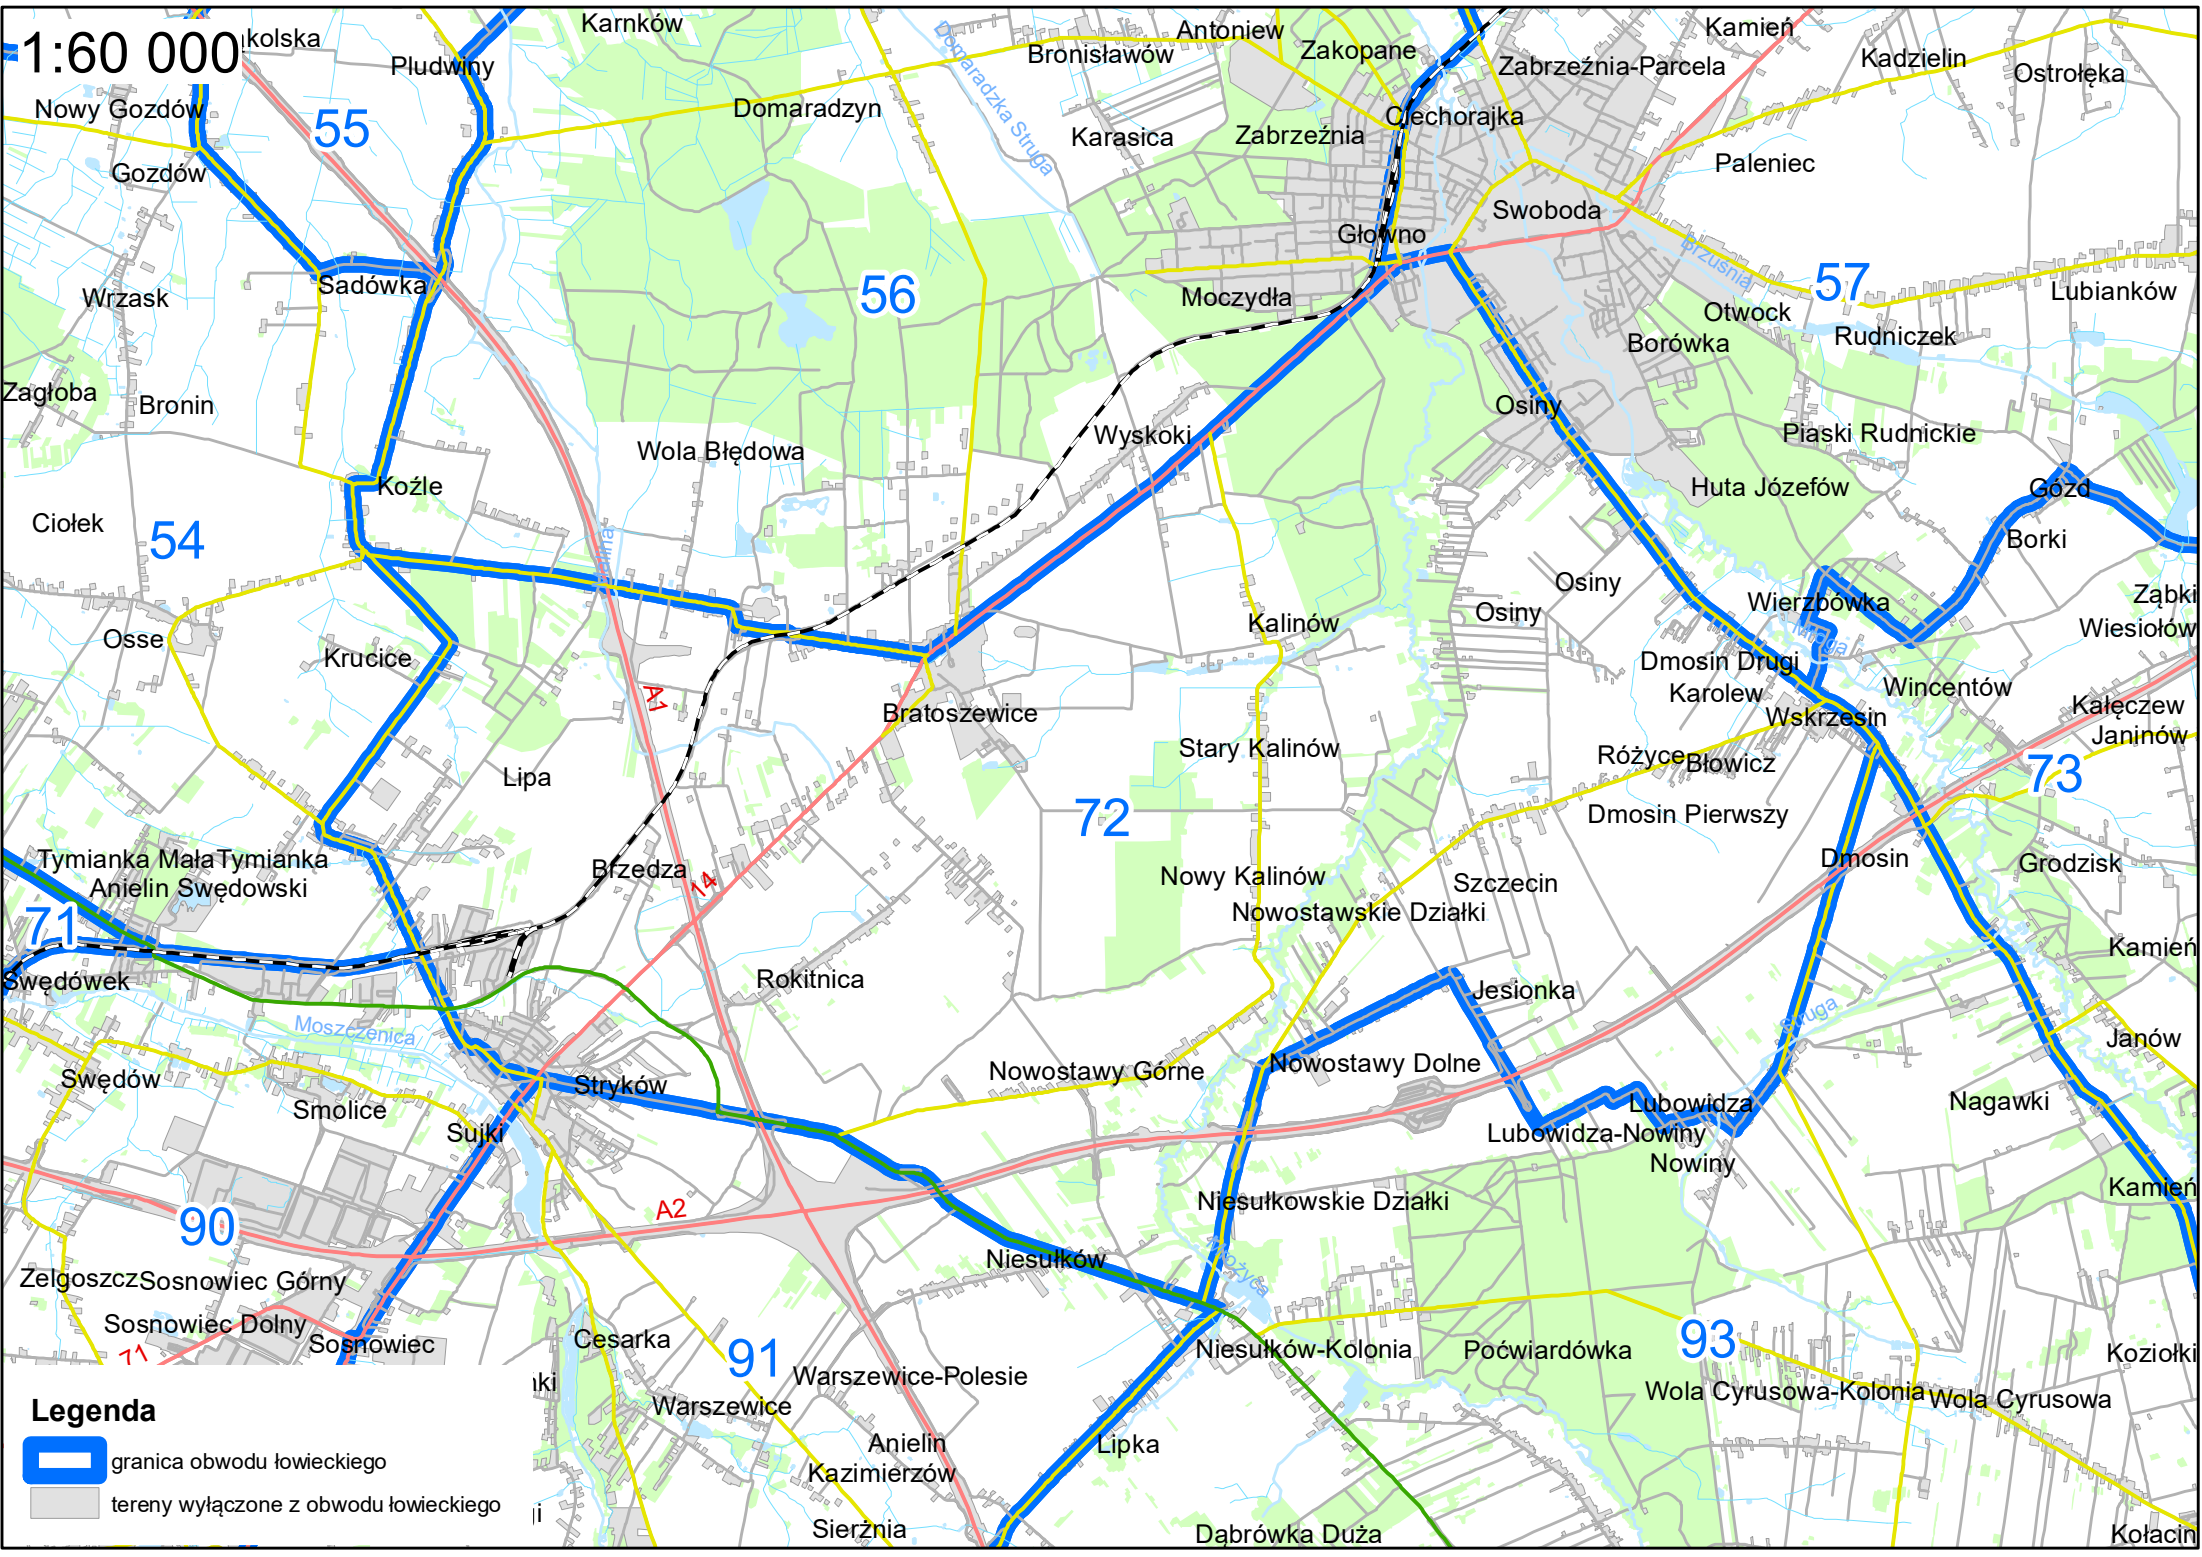 1:60 000
Karnków
Antoniew
Kamień
Pludwiny
Bronisławów
Zakopane
Zabrzeźnia-Parcela
Kadzielin
Ostrołęka
Nowy Gozdów
55
Domaradzyn
Domaradzka Struga
Karasica
Zabrzeźnia
Ciechorajka
Gozdów
Paleniec
Swoboda
Głowno
Brzuśnia
Wrzask
Sadówka
56
Moczydła
57
Lubianków
Otwock
Borówka
Rudniczek
Zagłoba
Bronin
Osiny
Wola Błędowa
Wyskoki
Piaski Rudnickie
Koźle
Huta Józefów
Gózd
Ciołek
54
Borki
Osiny
Ząbki
Osse
Osiny
Wierzbówka
Kalinów
Wiesiołów
Mroga
Krucice
Dmosin Drugi
Karolew
Wincentów
A1
Bratoszewice
Wskrzesin
Kałęczew
Janinów
Stary Kalinów
Różyce
Błowicz
73
Lipa
72
Dmosin Pierwszy
Tymianka Mała
Tymianka
Brzedza
14
Dmosin
Grodzisk
Anielin Swędowski
Nowy Kalinów
Szczecin
71
Nowostawskie Działki
Kamień
Swędówek
Rokitnica
Jesionka
Moszczenica
Struga
Janów
Swędów
Stryków
Nowostawy Górne
Nowostawy Dolne
Smolice
Lubowidza
Nagawki
Sujki
Lubowidza-Nowiny
Nowiny
90
A2
Niesułkowskie Działki
Kamień
Niesułków
Zelgoszcz
Sosnowiec Górny
Sosnowiec Dolny
Sosnowiec
71
Cesarka
91
Niesułków-Kolonia
Poćwiardówka
93
Koziołki
Warszewice-Polesie
Wola Cyrusowa-Kolonia
Wola Cyrusowa
Warszewice
Legenda
Anielin
Lipka
granica obwodu łowieckiego
Kazimierzów
tereny wyłączone z obwodu łowieckiego
Sierżnia
Dąbrówka Duża
Kołacin